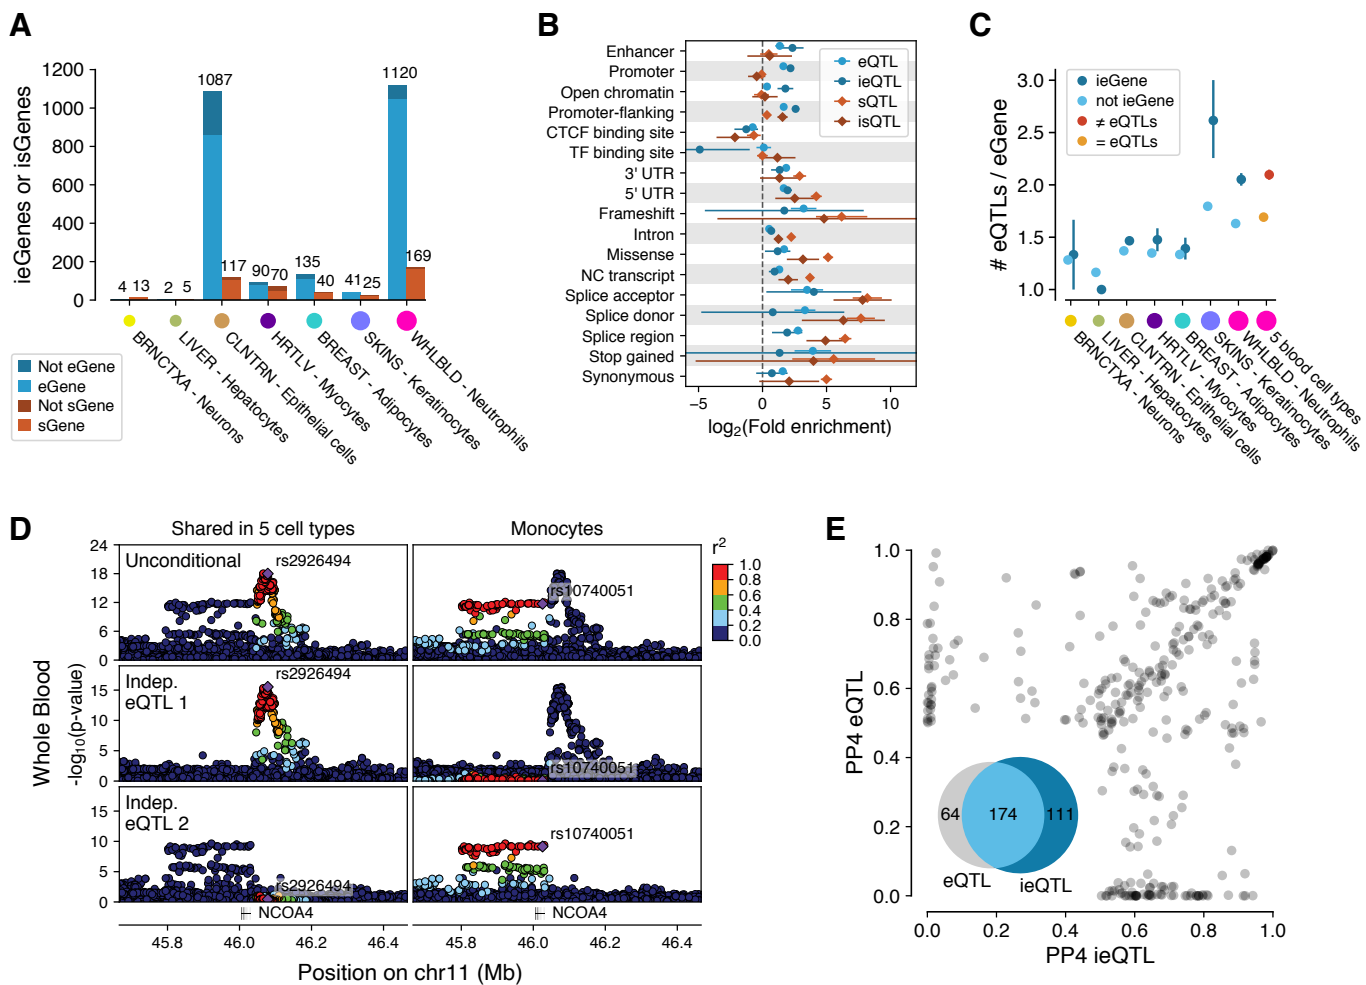 A
ieGenes or isGenes
1200
1000
800
600
400
200
0
4 13
2 5
1087
117
90 70
135
40
41 25
1120
169
BRNCTXA - Neurons
LIVER - Hepatocytes
CLNTRN - Epithelial cells
HRTLV - Myocytes
BREAST - Adipocytes
SKINS - Keratinocytes
WHLBLD - Neutrophils
Not eGene
eGene
Not sGene
sGene
B
Enhancer
Promoter
Open chromatin
Promoter-flanking
CTCF binding site
TF binding site
3' UTR
5' UTR
Frameshift
Intron
Missense
NC transcript
Splice acceptor
Splice donor
Splice region
Stop gained
Synonymous
eQTL
ieQTL
sQTL
isQTL
−5 0 5 10
log2(Fold enrichment)
C
# eQTLs / eGene
3.0
2.5
2.0
1.5
1.0
ieGene
not ieGene
≠ eQTLs
= eQTLs
BRNCTXA - Neurons
LIVER - Hepatocytes
CLNTRN - Epithelial cells
HRTLV - Myocytes
BREAST - Adipocytes
SKINS - Keratinocytes
WHLBLD - Neutrophils
5 blood cell types
D
Shared in 5 cell types
Monocytes
Whole Blood
-log10(p-value)
24
18
12
6
0
Unconditional
rs2926494
rs10740051
r2
1.0
0.8
0.6
0.4
0.2
0.0
15
10
5
0
Indep.
eQTL 1
rs2926494
rs10740051
15
10
5
0
Indep.
eQTL 2
rs2926494
rs10740051
NCOA4
NCOA4
45.8 46.0 46.2 46.4
45.8 46.0 46.2 46.4
Position on chr11 (Mb)
E
PP4 eQTL
1.0
0.8
0.6
0.4
0.2
0.0
64 174 111
eQTL
ieQTL
0.0 0.2 0.4 0.6 0.8 1.0
PP4 ieQTL